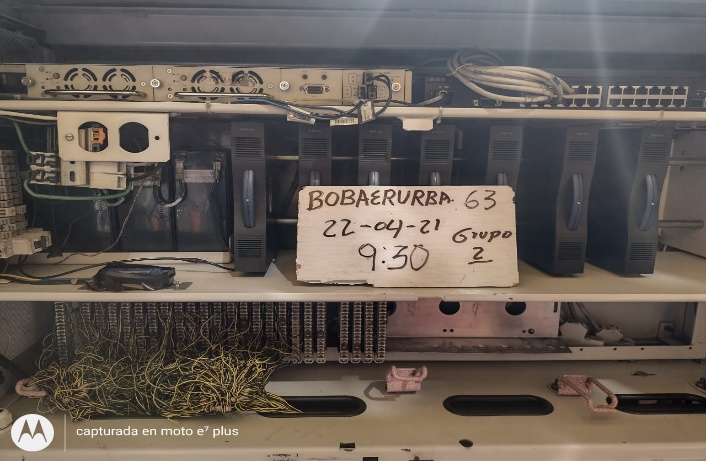 BOBAERURBA 63
22-04-21
Grupo
9:30 2
capturada en moto e⁷ plus